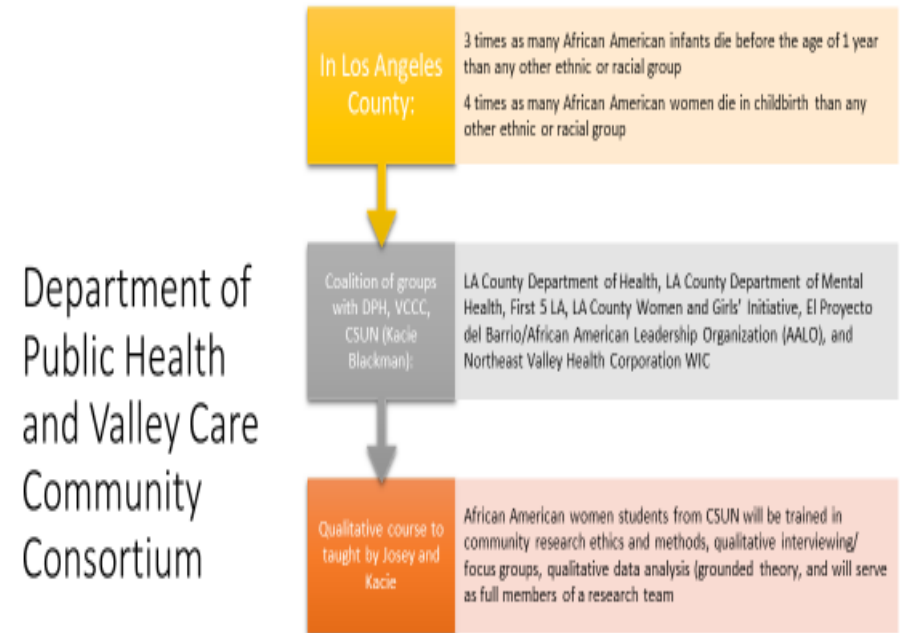 Department of
Public Health
and Valley Care
Community
Consortium
In Los Angeles
County:
3 times as many African American infants die before the age of 1 year
than any other ethnic or racial group
4 times as many African American women die in childbirth than any
other ethnic or racial group
Coalition of groups
with DPH, VCCC,
CSUN (Kacie
Blackman):
LA County Department of Health, LA County Department of Mental
Health, First 5 LA, LA County Women and Girls' Initiative, El Proyecto
del Barrio/African American Leadership Organization (AALO), and
Northeast Valley Health Corporation WIC
Qualitative course to
taught by Josey and
Kacie
African American women students from CSUN will be trained in
community research ethics and methods, qualitative interviewing/
focus groups, qualitative data analysis (grounded theory, and will serve
as full members of a research team